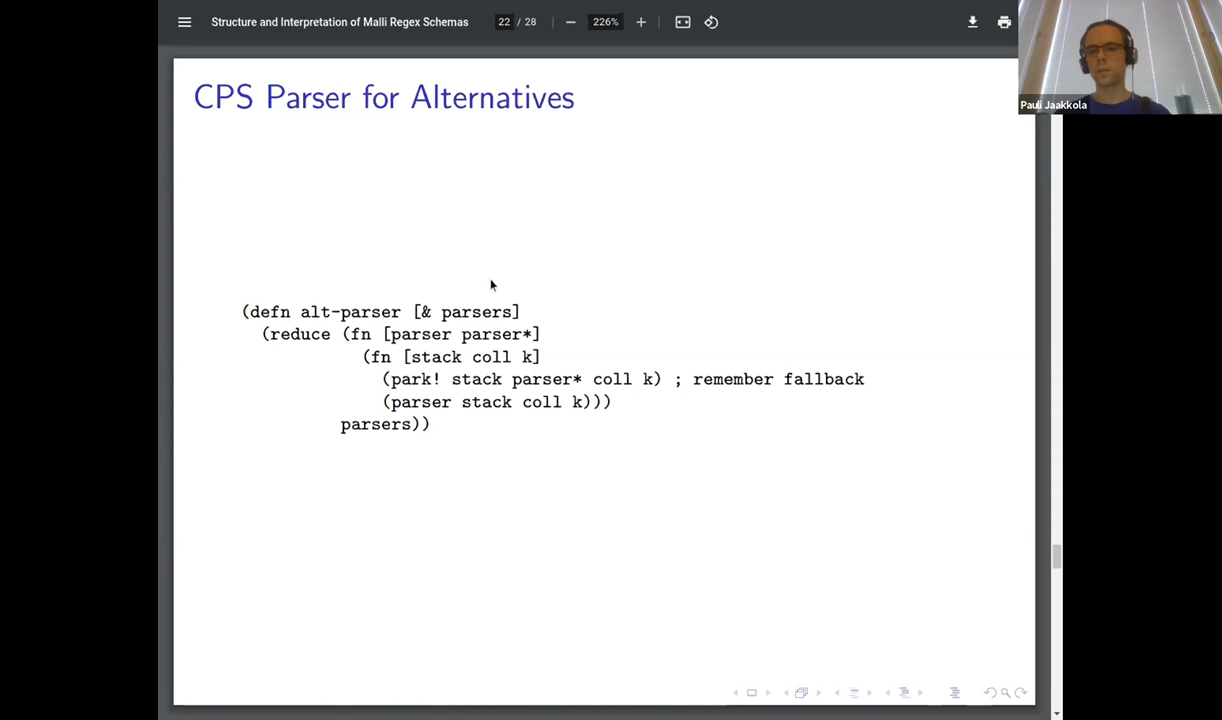 Structure and Interpretation of Malli Regex Schemas
22 / 28
226%
Pauli Jaakkola
CPS Parser for Alternatives
(defn alt-parser [& parsers]
(reduce (fn [parser parser*]
(fn [stack coll k]
(park! stack parser* coll k) ; remember fallback
(parser stack coll k)))
parsers))